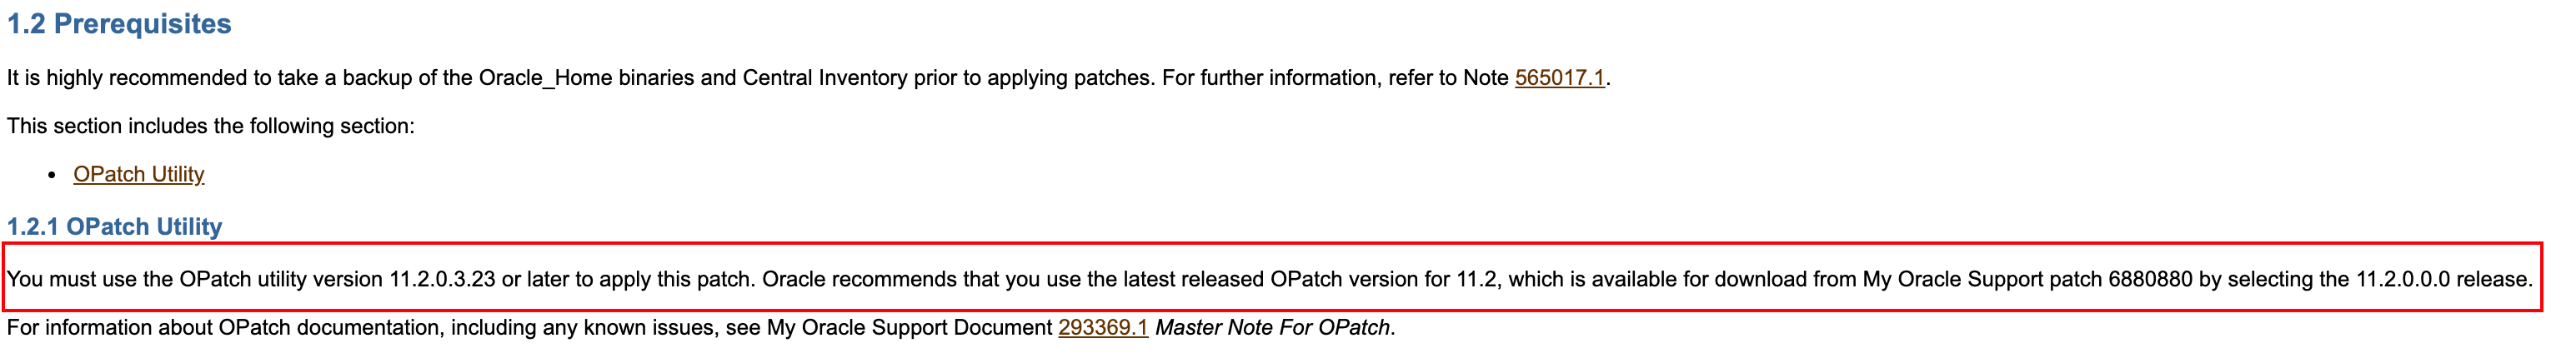 1.2 Prerequisites
It is highly recommended to take a backup of the Oracle_Home binaries and Central Inventory prior to applying patches. For further information, refer to Note 565017.1.
This section includes the following section:
• OPatch Utility
1.2.1 OPatch Utility
You must use the OPatch utility version 11.2.0.3.23 or later to apply this patch. Oracle recommends that you use the latest released OPatch version for 11.2, which is available for download from My Oracle Support patch 6880880 by selecting the 11.2.0.0.0 release.
For information about OPatch documentation, including any known issues, see My Oracle Support Document 293369.1 Master Note For OPatch.